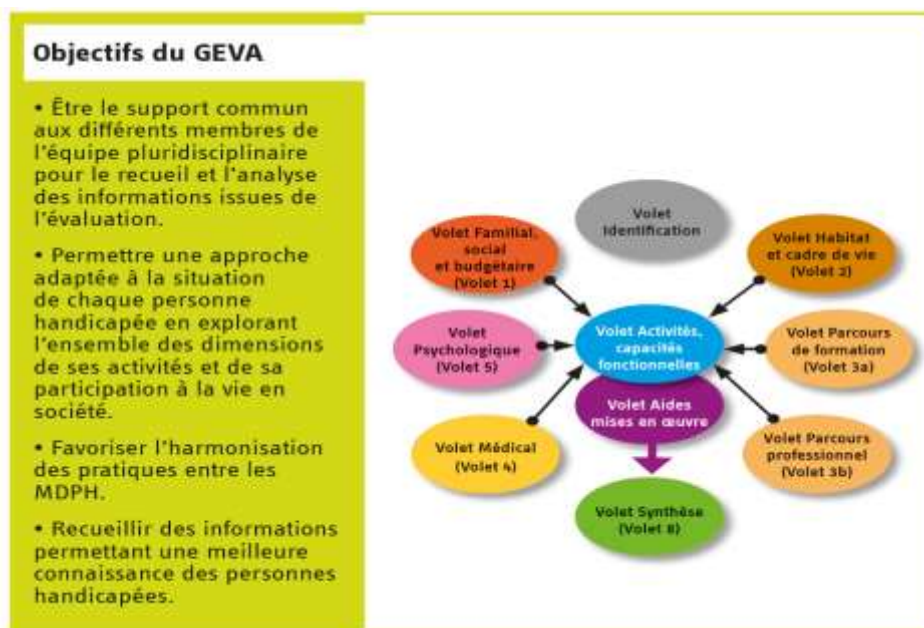 Objectifs du GEVA
• Être le support commun
aux différents membres de
l'équipe pluridisciplinaire
pour le recueil et l'analyse
des informations issues de
l'évaluation.
• Permettre une approche
adaptée à la situation
de chaque personne
handicapée en explorant
l'ensemble des dimensions
de ses activités et de sa
participation à la vie en
société.
• Favoriser l'harmonisation
des pratiques entre les
MDPH.
• Recueillir des informations
permettant une meilleure
connaissance des personnes
handicapées.
Volet
Identification
Volet Familial,
social
et budgétaire
(Volet 1)
Volet Habitat
et cadre de vie
(Volet 2)
Volet
Psychologique
(Volet 5)
Volet Activités,
capacités
fonctionnelles
Volet Parcours
de formation
(Volet 3a)
Volet Aides
mises en œuvre
Volet Médical
(Volet 4)
Volet Parcours
professionnel
(Volet 3b)
Volet Synthèse
(Volet 8)